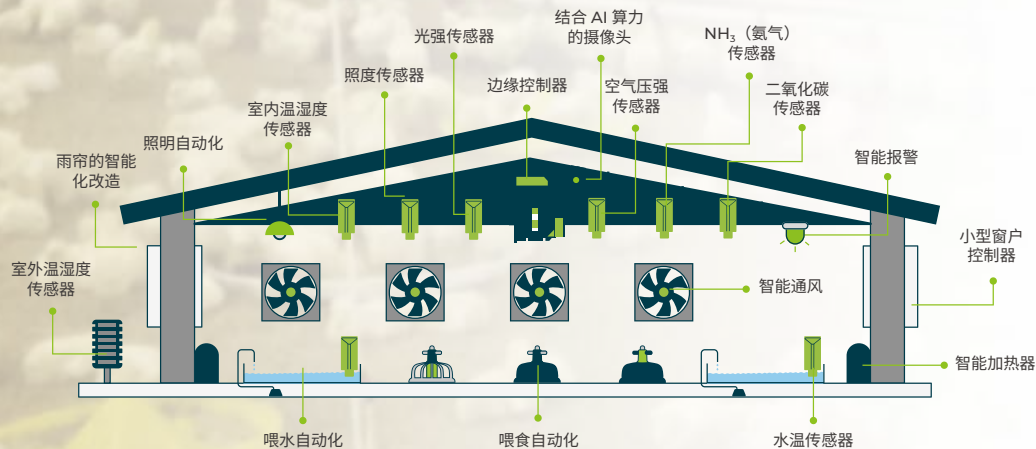 结合 AI 算力
的摄像头
光强传感器
NH₃（氨气）
传感器
照度传感器
边缘控制器
空气压强
传感器
二氧化碳
传感器
室内温湿度
传感器
照明自动化
雨帘的智能
化改造
智能报警
小型窗户
控制器
室外温湿度
传感器
智能通风
智能加热器
喂水自动化
喂食自动化
水温传感器